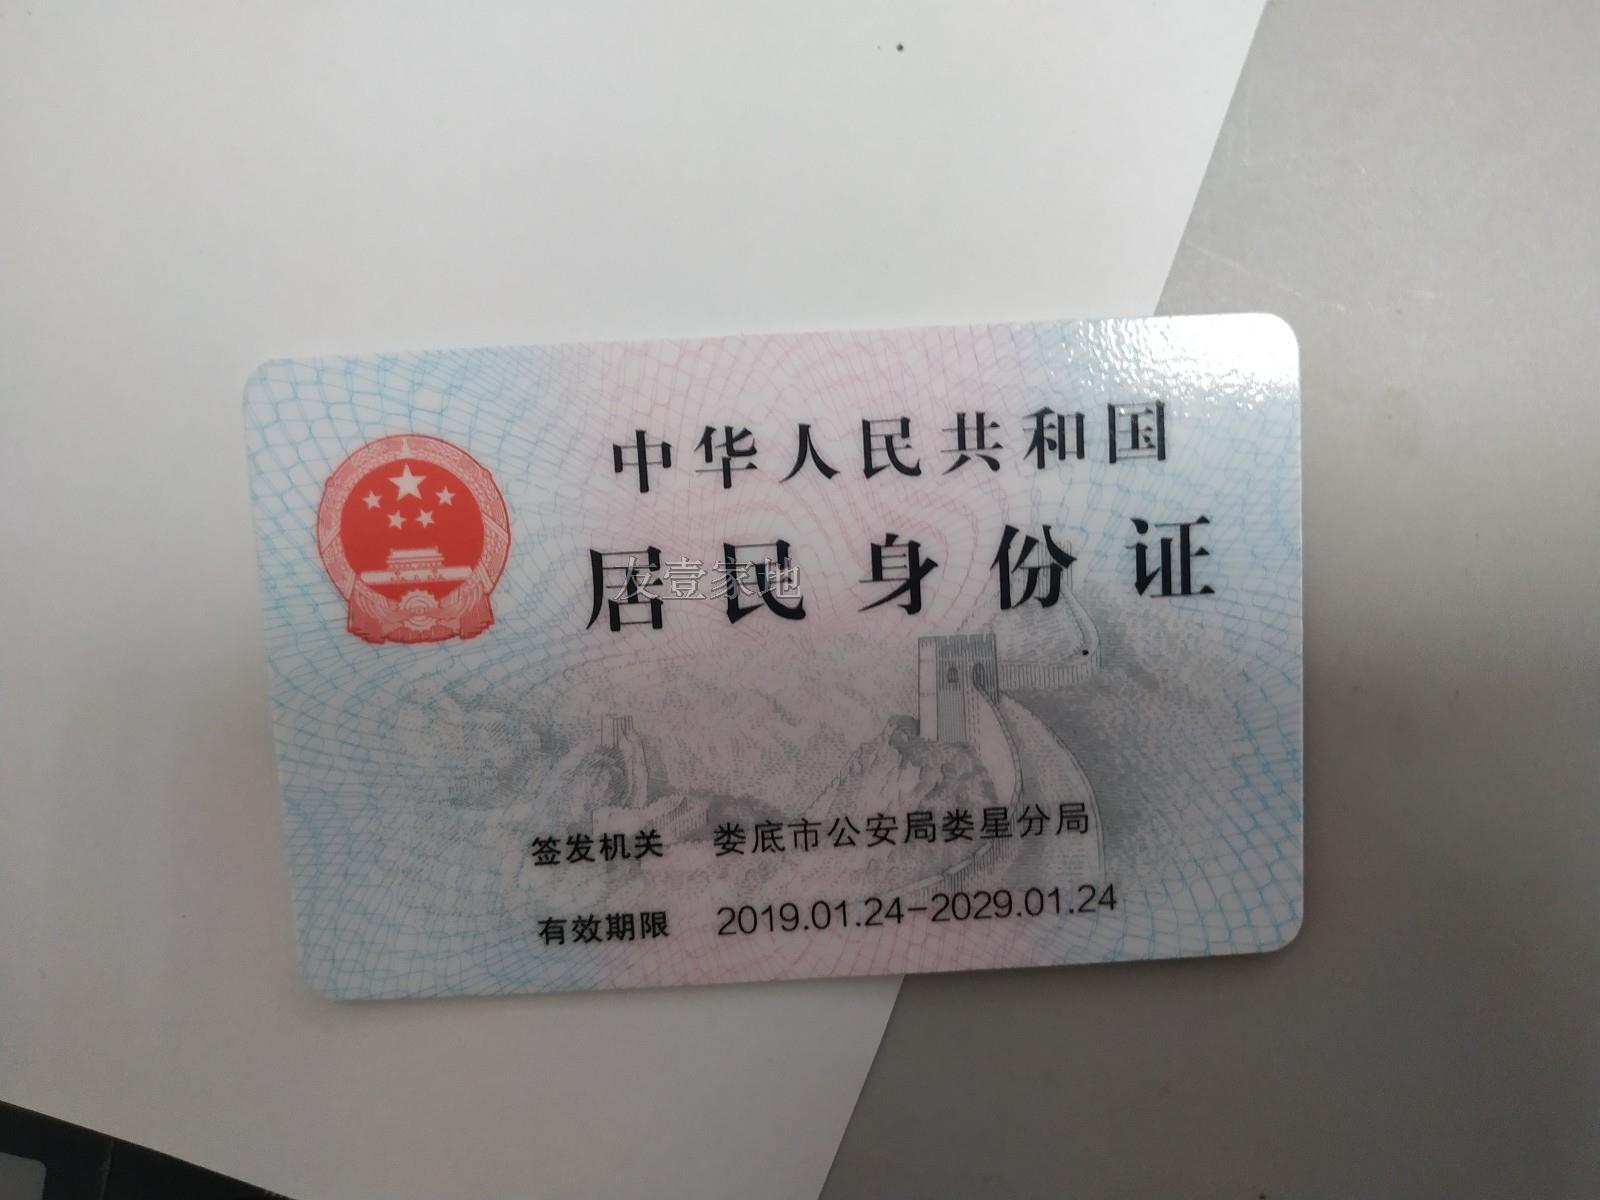 中华人民共和国
居民身份证
友壹家地
签发机关 娄底市公安局娄星分局
有效期限 2019.01.24-2029.01.24